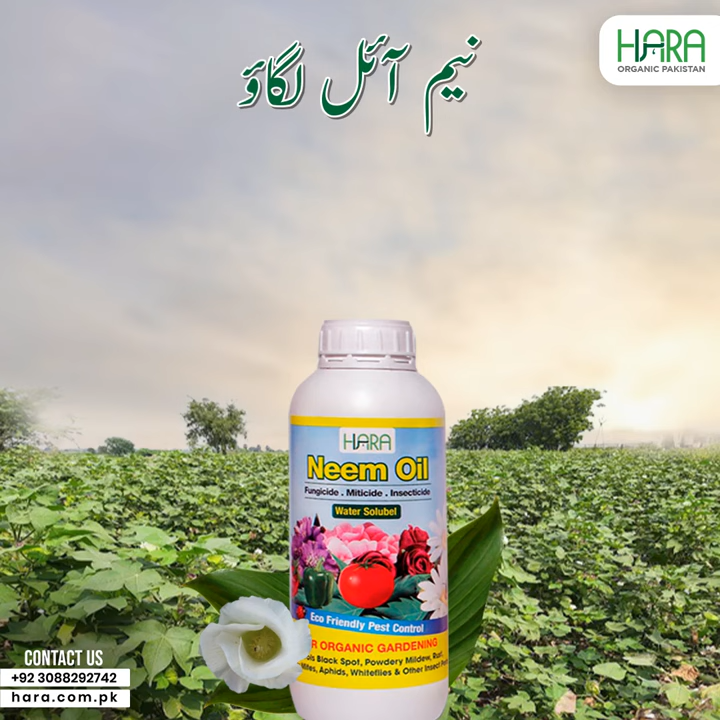 نیم آئل لگاؤ
HARA
ORGANIC PAKISTAN
HARA
Neem Oil
Fungicide . Miticide . Insecticide
Water Solubel
Eco Friendly Pest Control
ORGANIC GARDENING
Black Spot, Powdery Mildew, Rust,
Aphids, Whiteflies & Other Insect
CONTACT US
+92 3088292742
hara.com.pk